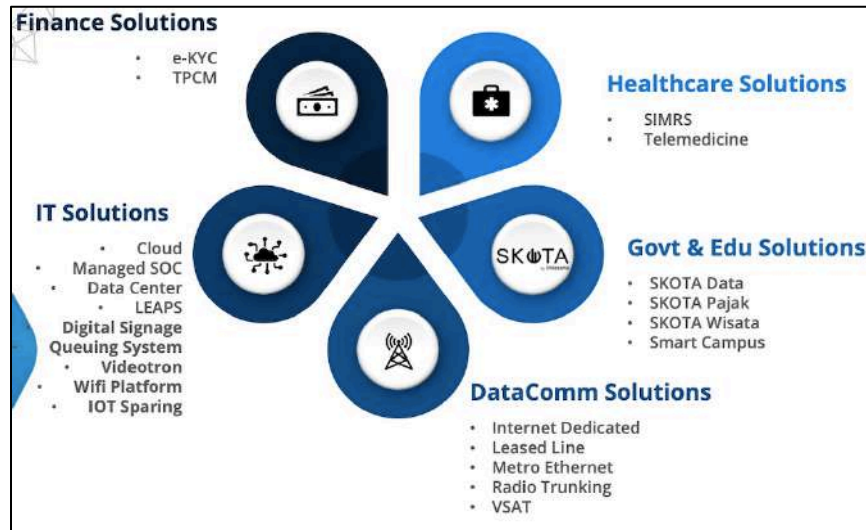 Finance Solutions
• e-KYC
• TPCM
Healthcare Solutions
• SIMRS
• Telemedicine
IT Solutions
• Cloud
• Managed SOC
• Data Center
• LEAPS
• Digital Signage
• Queuing System
• Videotron
• Wifi Platform
• IOT Sparing
SKOTA
Govt & Edu Solutions
• SKOTA Data
• SKOTA Pajak
• SKOTA Wisata
• Smart Campus
DataComm Solutions
• Internet Dedicated
• Leased Line
• Metro Ethernet
• Radio Trunking
• VSAT